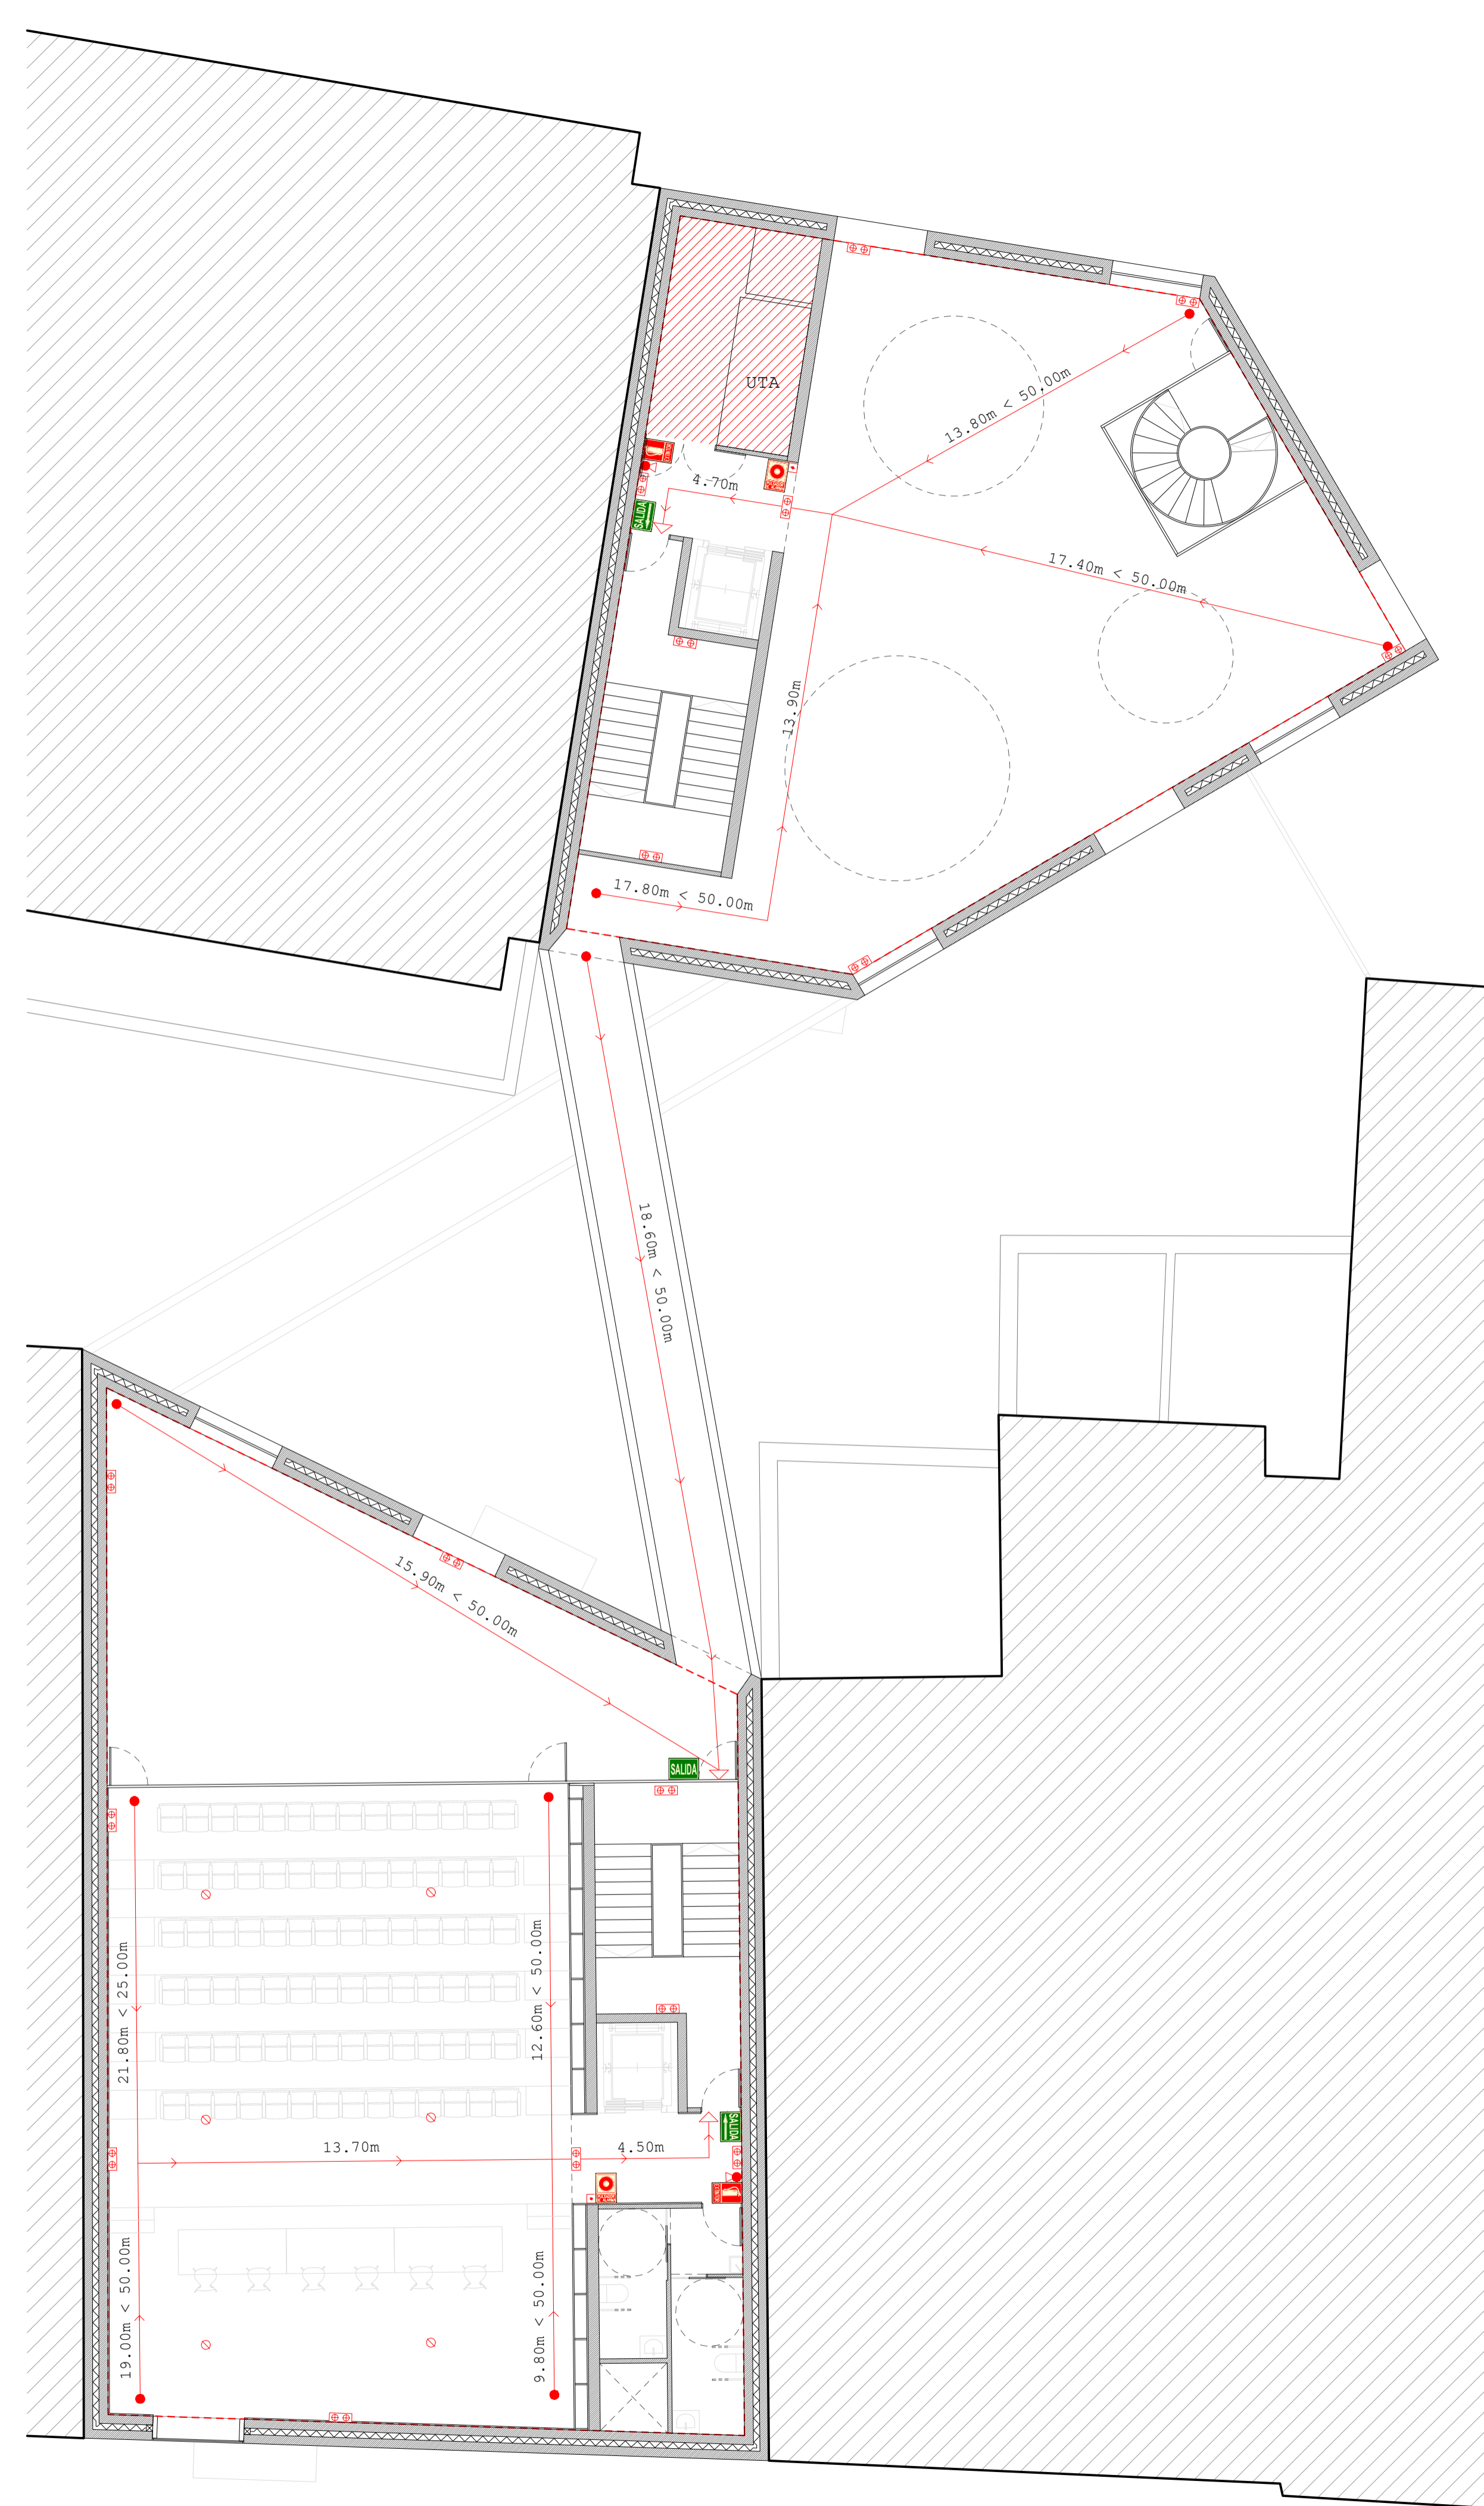 UTA
13.80m < 50.00m
4.70m
SALIDA
17.40m < 50.00m
13.90m
17.80m < 50.00m
18.60m < 50.00m
15.90m < 50.00m
SALIDA
21.80m < 25.00m
12.60m < 50.00m
13.70m
4.50m
SALIDA
19.00m < 50.00m
9.80m < 50.00m